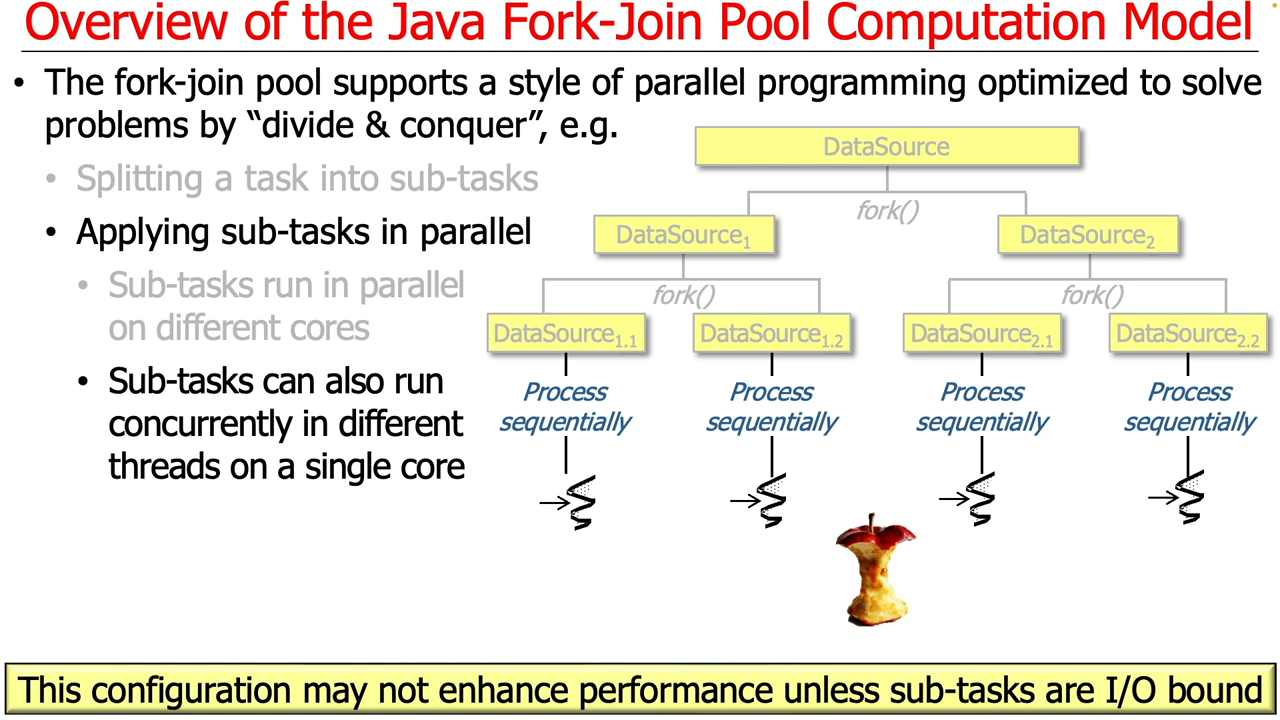 Overview of the Java Fork-Join Pool Computation Model
• The fork-join pool supports a style of parallel programming optimized to solve
problems by “divide & conquer”, e.g.
• Splitting a task into sub-tasks
• Applying sub-tasks in parallel
• Sub-tasks run in parallel
on different cores
• Sub-tasks can also run
concurrently in different
threads on a single core
DataSource
fork()
DataSource1 DataSource2
fork() fork()
DataSource1.1 DataSource1.2 DataSource2.1 DataSource2.2
Process Process Process Process
sequentially sequentially sequentially sequentially
This configuration may not enhance performance unless sub-tasks are I/O bound